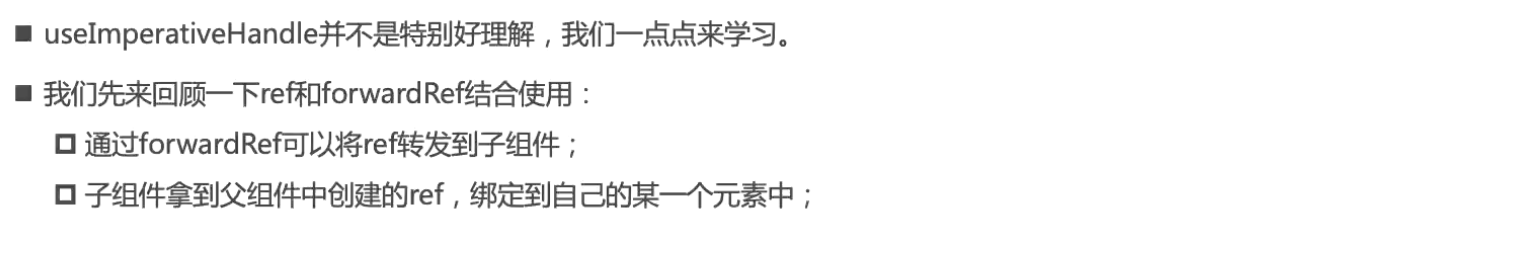 ■ useImperativeHandle并不是特别好理解，我们一点点来学习。
■ 我们先来回顾一下ref和forwardRef结合使用：
通过forwardRef可以将ref转发到子组件；
子组件拿到父组件中创建的ref，绑定到自己的某一个元素中；